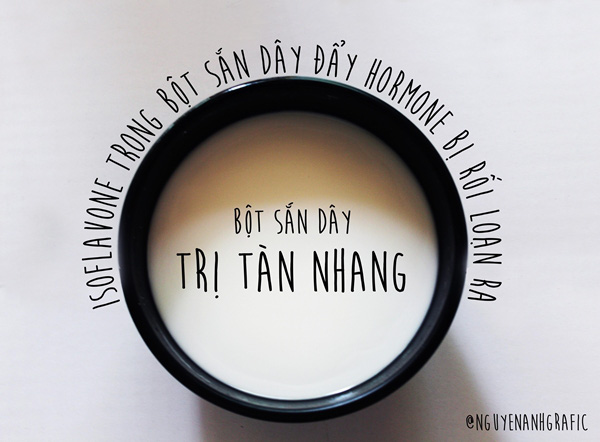 ISOFLAVONE TRONG BỘT SẮN DÂY ĐẨY HORMONE BỊ RỐI LOẠN RA
BỘT SẮN DÂY
TRỊ TÀN NHANG
@NGUYENANHGRAFIC